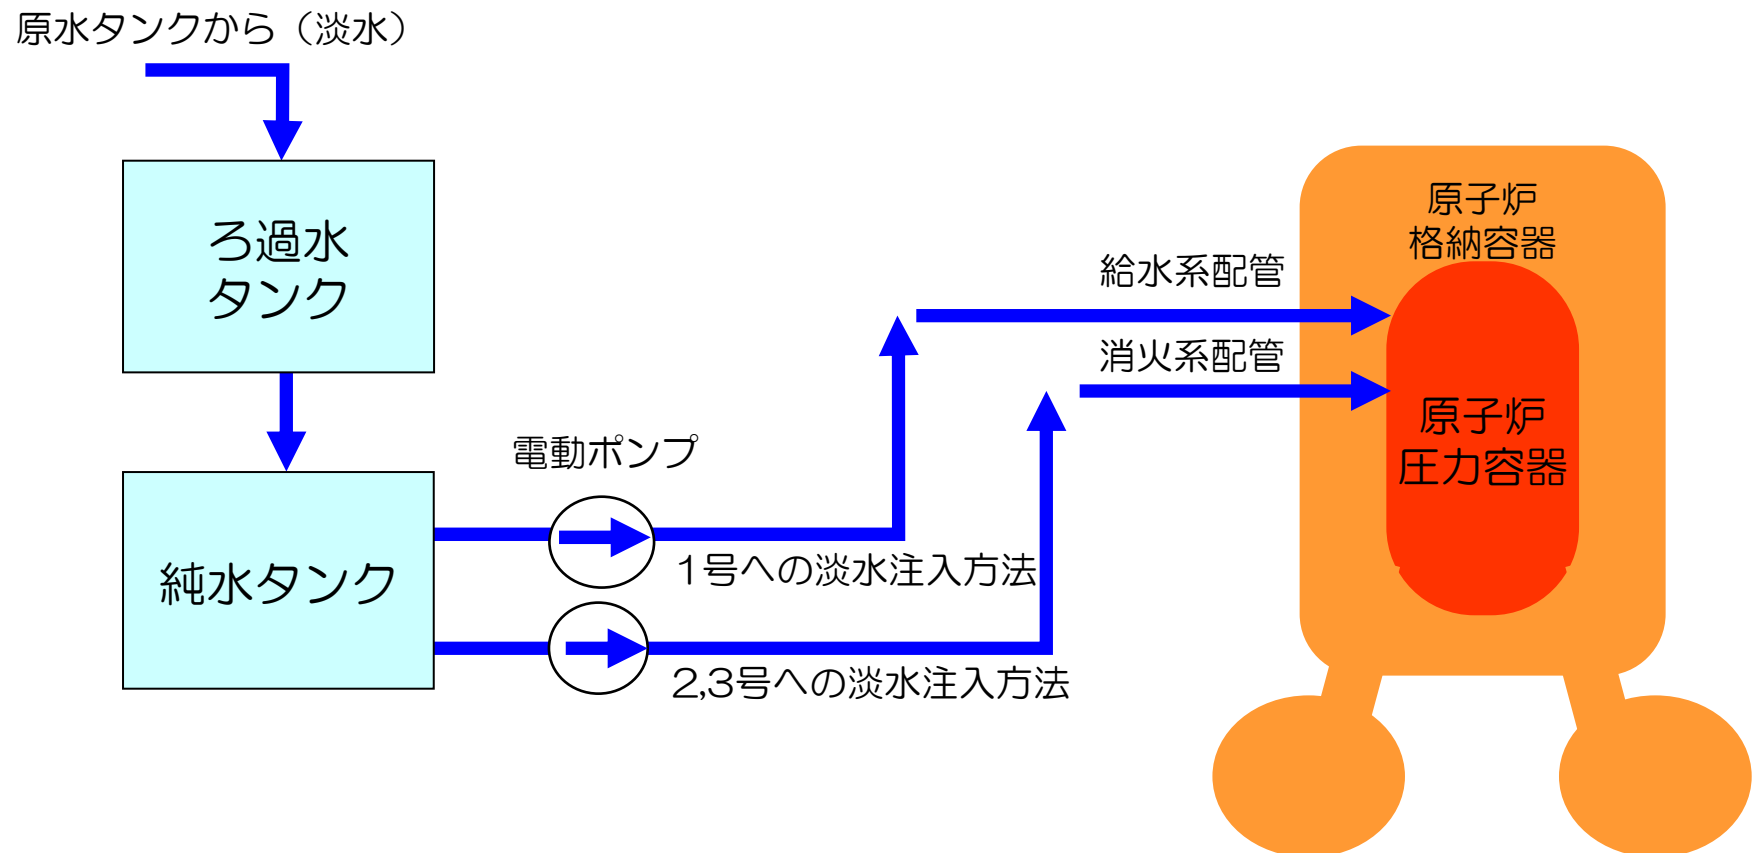 原水タンクから（淡水）
ろ過水
タンク
純水タンク
電動ポンプ
1号への淡水注入方法
2,3号への淡水注入方法
給水系配管
消火系配管
原子炉
格納容器
原子炉
圧力容器